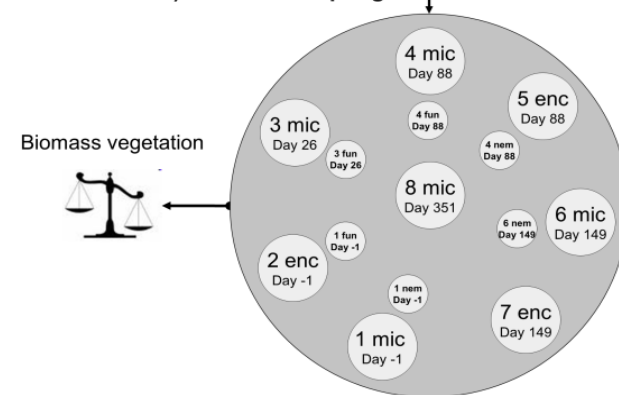 4 mic
Day 88
5 enc
Day 88
4 fun
Day 88
3 mic
Day 26
4 nem
Day 88
Biomass vegetation
3 fun
Day 26
8 mic
Day 351
6 mic
Day 149
6 nem
Day 149
1 fun
Day -1
2 enc
Day -1
1 nem
Day -1
7 enc
Day 149
1 mic
Day -1